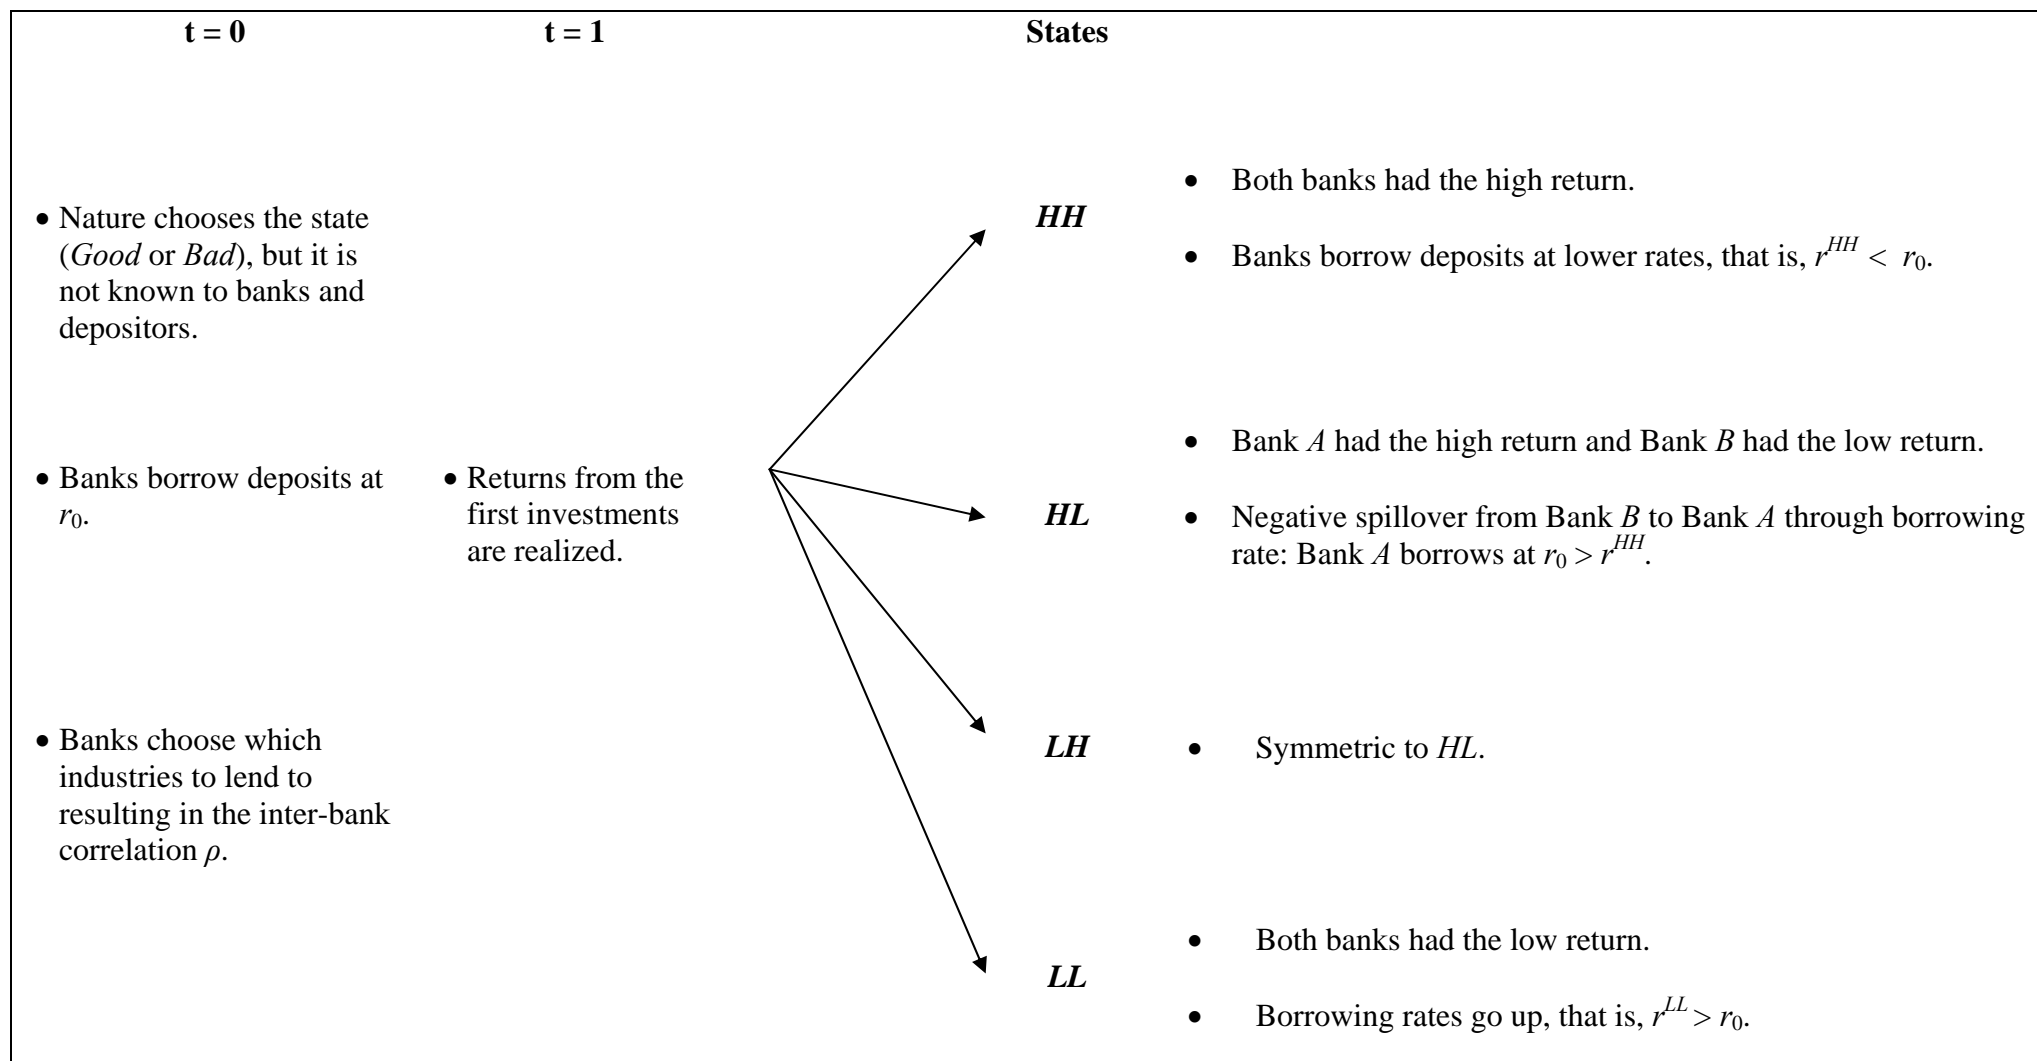 t = 0
t = 1
States
• Nature chooses the state
(Good or Bad), but it is
not known to banks and
depositors.
• Banks borrow deposits at
r0.
• Banks choose which
industries to lend to
resulting in the inter-bank
correlation ρ.
• Returns from the
first investments
are realized.
HH
• Both banks had the high return.
• Banks borrow deposits at lower rates, that is, r^HH < r0.
HL
• Bank A had the high return and Bank B had the low return.
• Negative spillover from Bank B to Bank A through borrowing
rate: Bank A borrows at r0 > r^HH.
LH
• Symmetric to HL.
LL
• Both banks had the low return.
• Borrowing rates go up, that is, r^LL > r0.